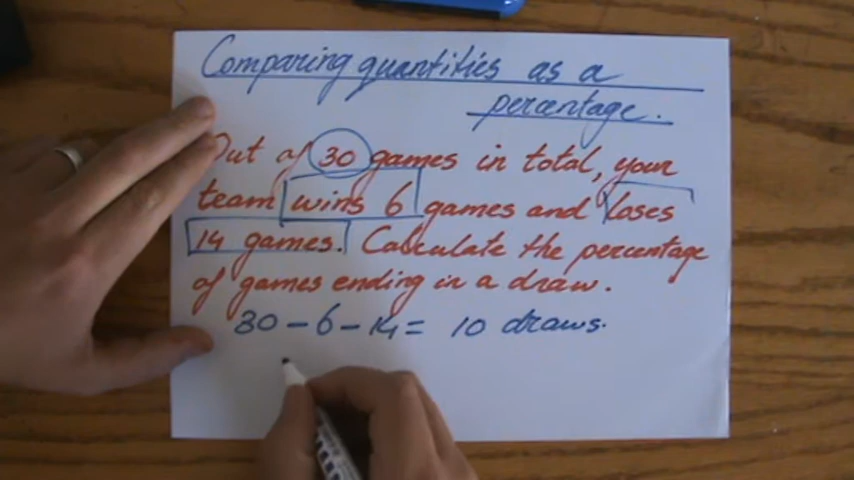 Comparing quantities as a
percentage.
Out of 30 games in total, your
team wins 6 games and loses
14 games. Calculate the percentage
of games ending in a draw.
30 - 6 - 14 = 10 draws.